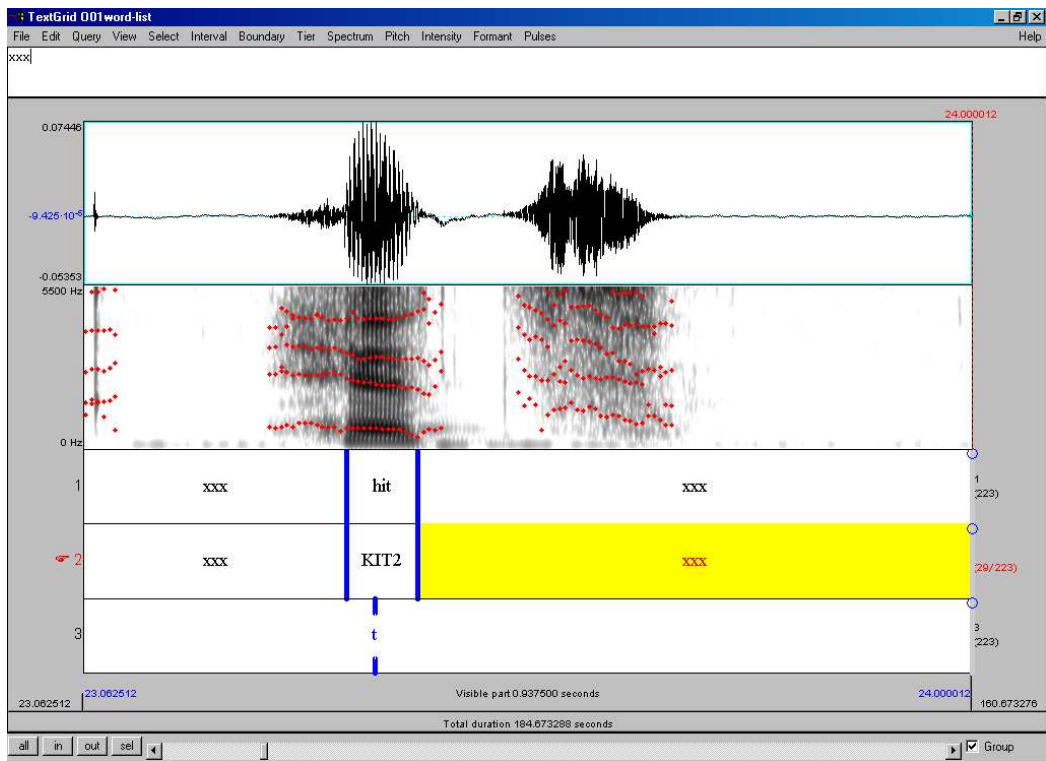 TextGrid O01word-list
File Edit Query View Select Interval Boundary Tier Spectrum Pitch Intensity Formant Pulses Help
xxx
24.000012
0.07446
-9.425·10⁻⁶
-0.05353
5500 Hz
0 Hz
1 xxx hit xxx 1
(223)
2 xxx KIT2 xxx (29/223)
3 t 3
(223)
23.062512 23.062512 Visible part 0.937500 seconds 24.000012 160.673276
Total duration 184.673288 seconds
all in out sel Group